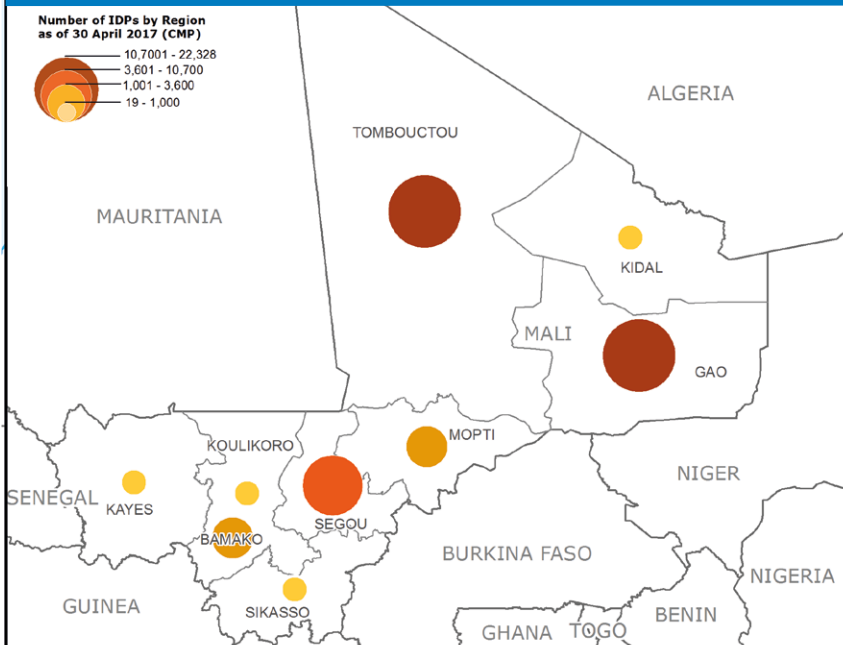 Number of IDPs by Region
as of 30 April 2017 (CMP)
10,7001 - 22,328
3,601 - 10,700
1,001 - 3,600
19 - 1,000
ALGERIA
TOMBOUCTOU
MAURITANIA
KIDAL
MALI
GAO
MOPTI
KOULIKORO
NIGER
SENEGAL
KAYES
SEGOU
BAMAKO
BURKINA FASO
NIGERIA
GUINEA
SIKASSO
BENIN
GHANA
TOGO